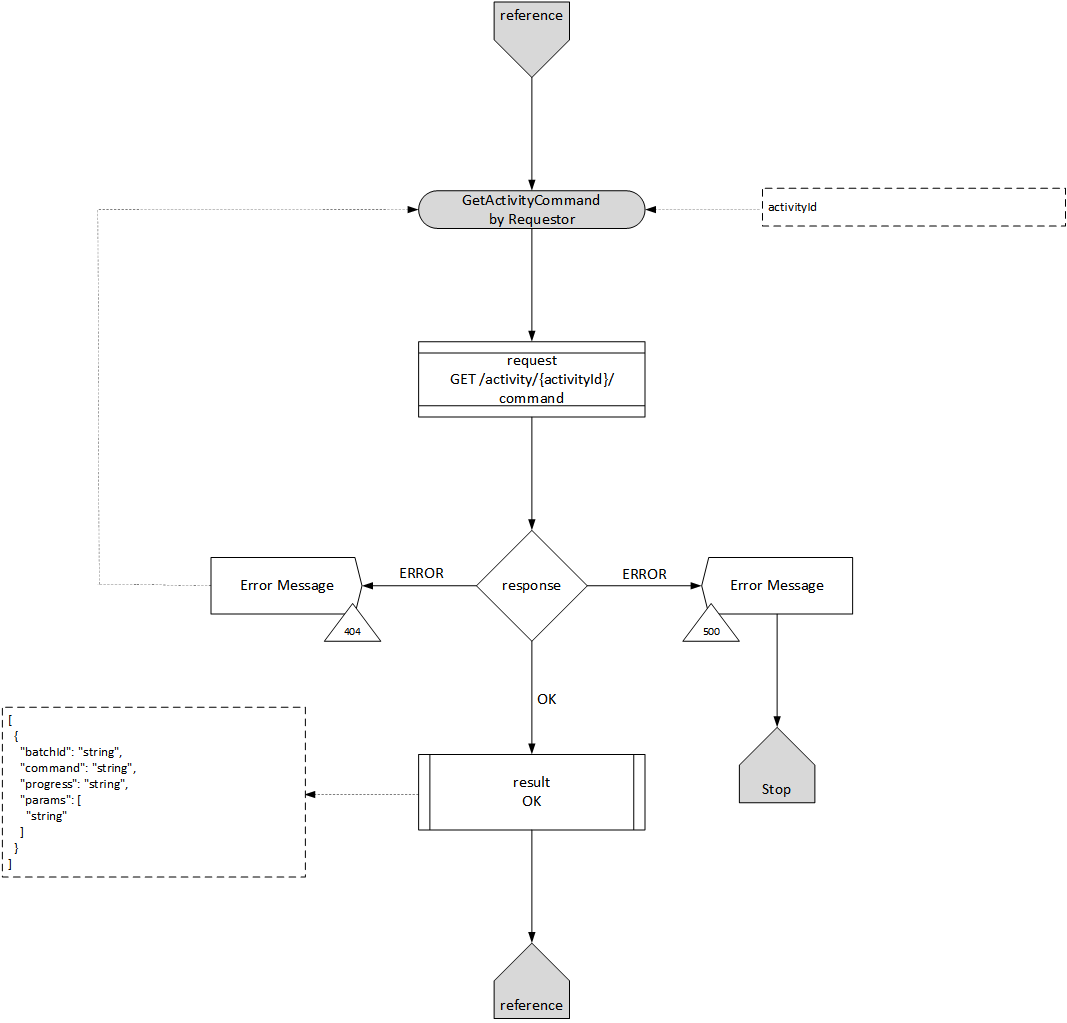 reference
GetActivityCommand
by Requestor
activityId
request
GET /activity/{activityId}/
command
response
ERROR
ERROR
Error Message
Error Message
404
500
OK
[
{
"batchId": "string",
"command": "string",
"progress": "string",
"params": [
"string"
]
}
]
result
OK
Stop
reference